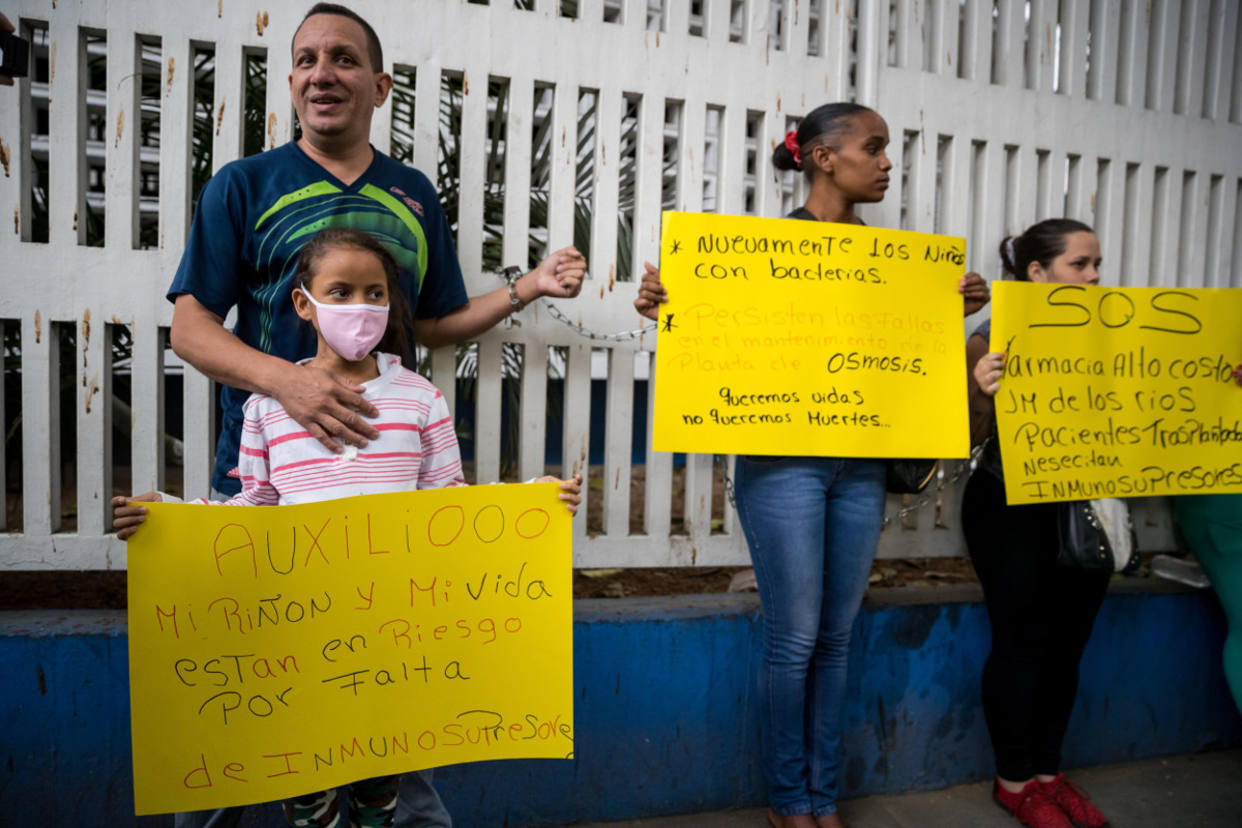 AUXILIOOO
Mi RiÑON y Mi Vida
estan en Riesgo
Por Falta
de INMUNOSUPRESORE
* NUEVAMENTE los Niños
con bacterias.
* Persisten las Fallas
en el mantenimiento de la
Planta de OSMOSIS.
queremos vidas
no queremos Muertes...
SOS
Farmacia Alto costo
JM de los rios
Pacientes Trasplantado
Nesecitan
INMUNOSUPRESORES